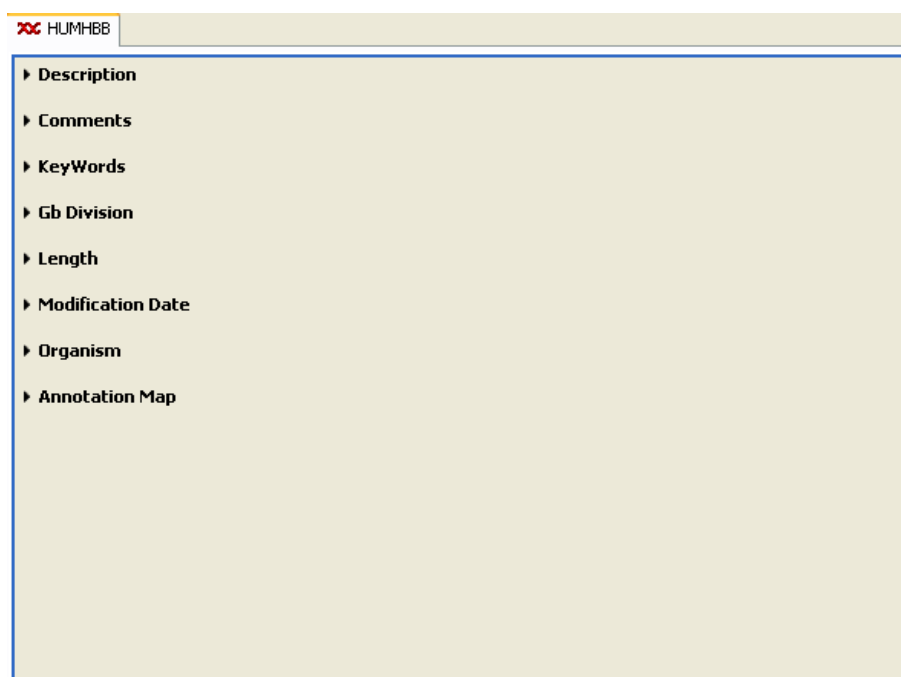 HUMHBB
Description
Comments
KeyWords
Gb Division
Length
Modification Date
Organism
Annotation Map